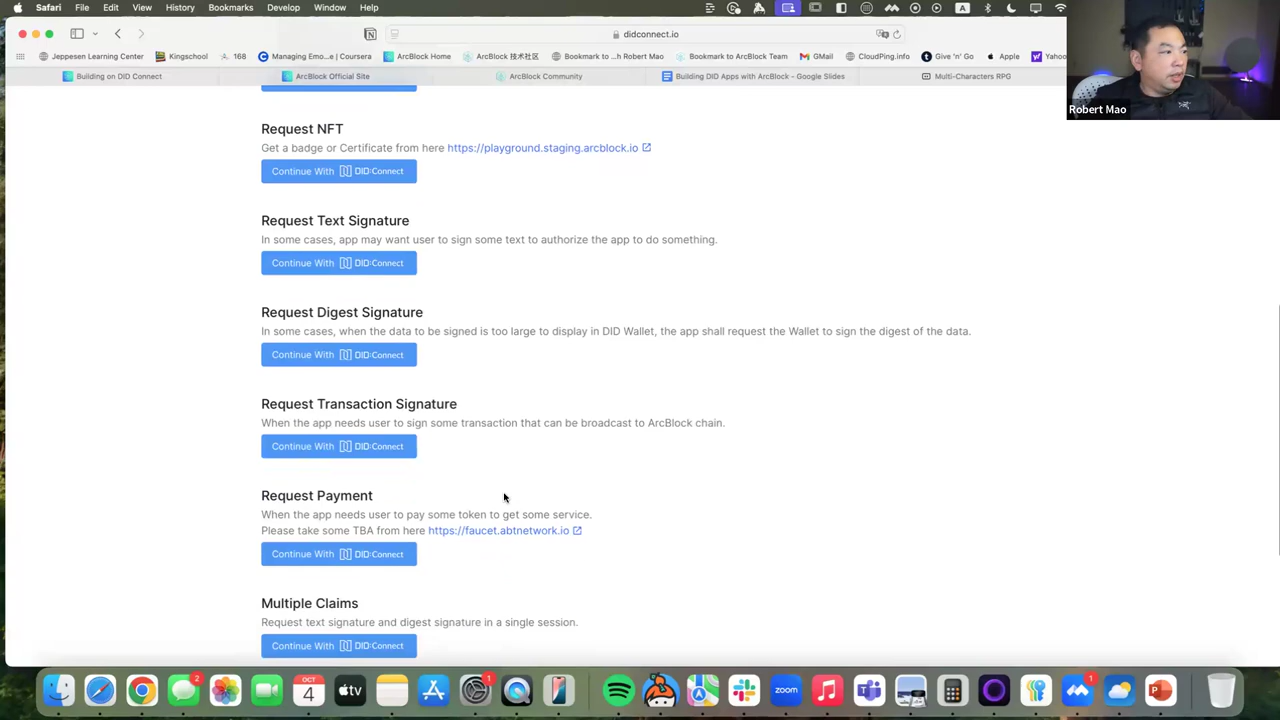 Safari File Edit View History Bookmarks Develop Window Help
didconnect.io
Jeppesen Learning Center Kingschool 168 Managing Emo...| Coursera ArcBlock Home ArcBlock 技术社区 Bookmark to ...h Robert Mao Bookmark to ArcBlock Team GMail CloudPing.info Give 'n' Go Apple
Building on DID Connect ArcBlock Official Site ArcBlock Community Building DID Apps with ArcBlock - Google Slides Multi-Characters RPG
Robert Mao
Request NFT
Get a badge or Certificate from here https://playground.staging.arcblock.io
Continue With DID:Connect
Request Text Signature
In some cases, app may want user to sign some text to authorize the app to do something.
Continue With DID:Connect
Request Digest Signature
In some cases, when the data to be signed is too large to display in DID Wallet, the app shall request the Wallet to sign the digest of the data.
Continue With DID:Connect
Request Transaction Signature
When the app needs user to sign some transaction that can be broadcast to ArcBlock chain.
Continue With DID:Connect
Request Payment
When the app needs user to pay some token to get some service.
Please take some TBA from here https://faucet.abtnetwork.io
Continue With DID:Connect
Multiple Claims
Request text signature and digest signature in a single session.
Continue With DID:Connect
2 OCT 4 tv 1 zoom 1